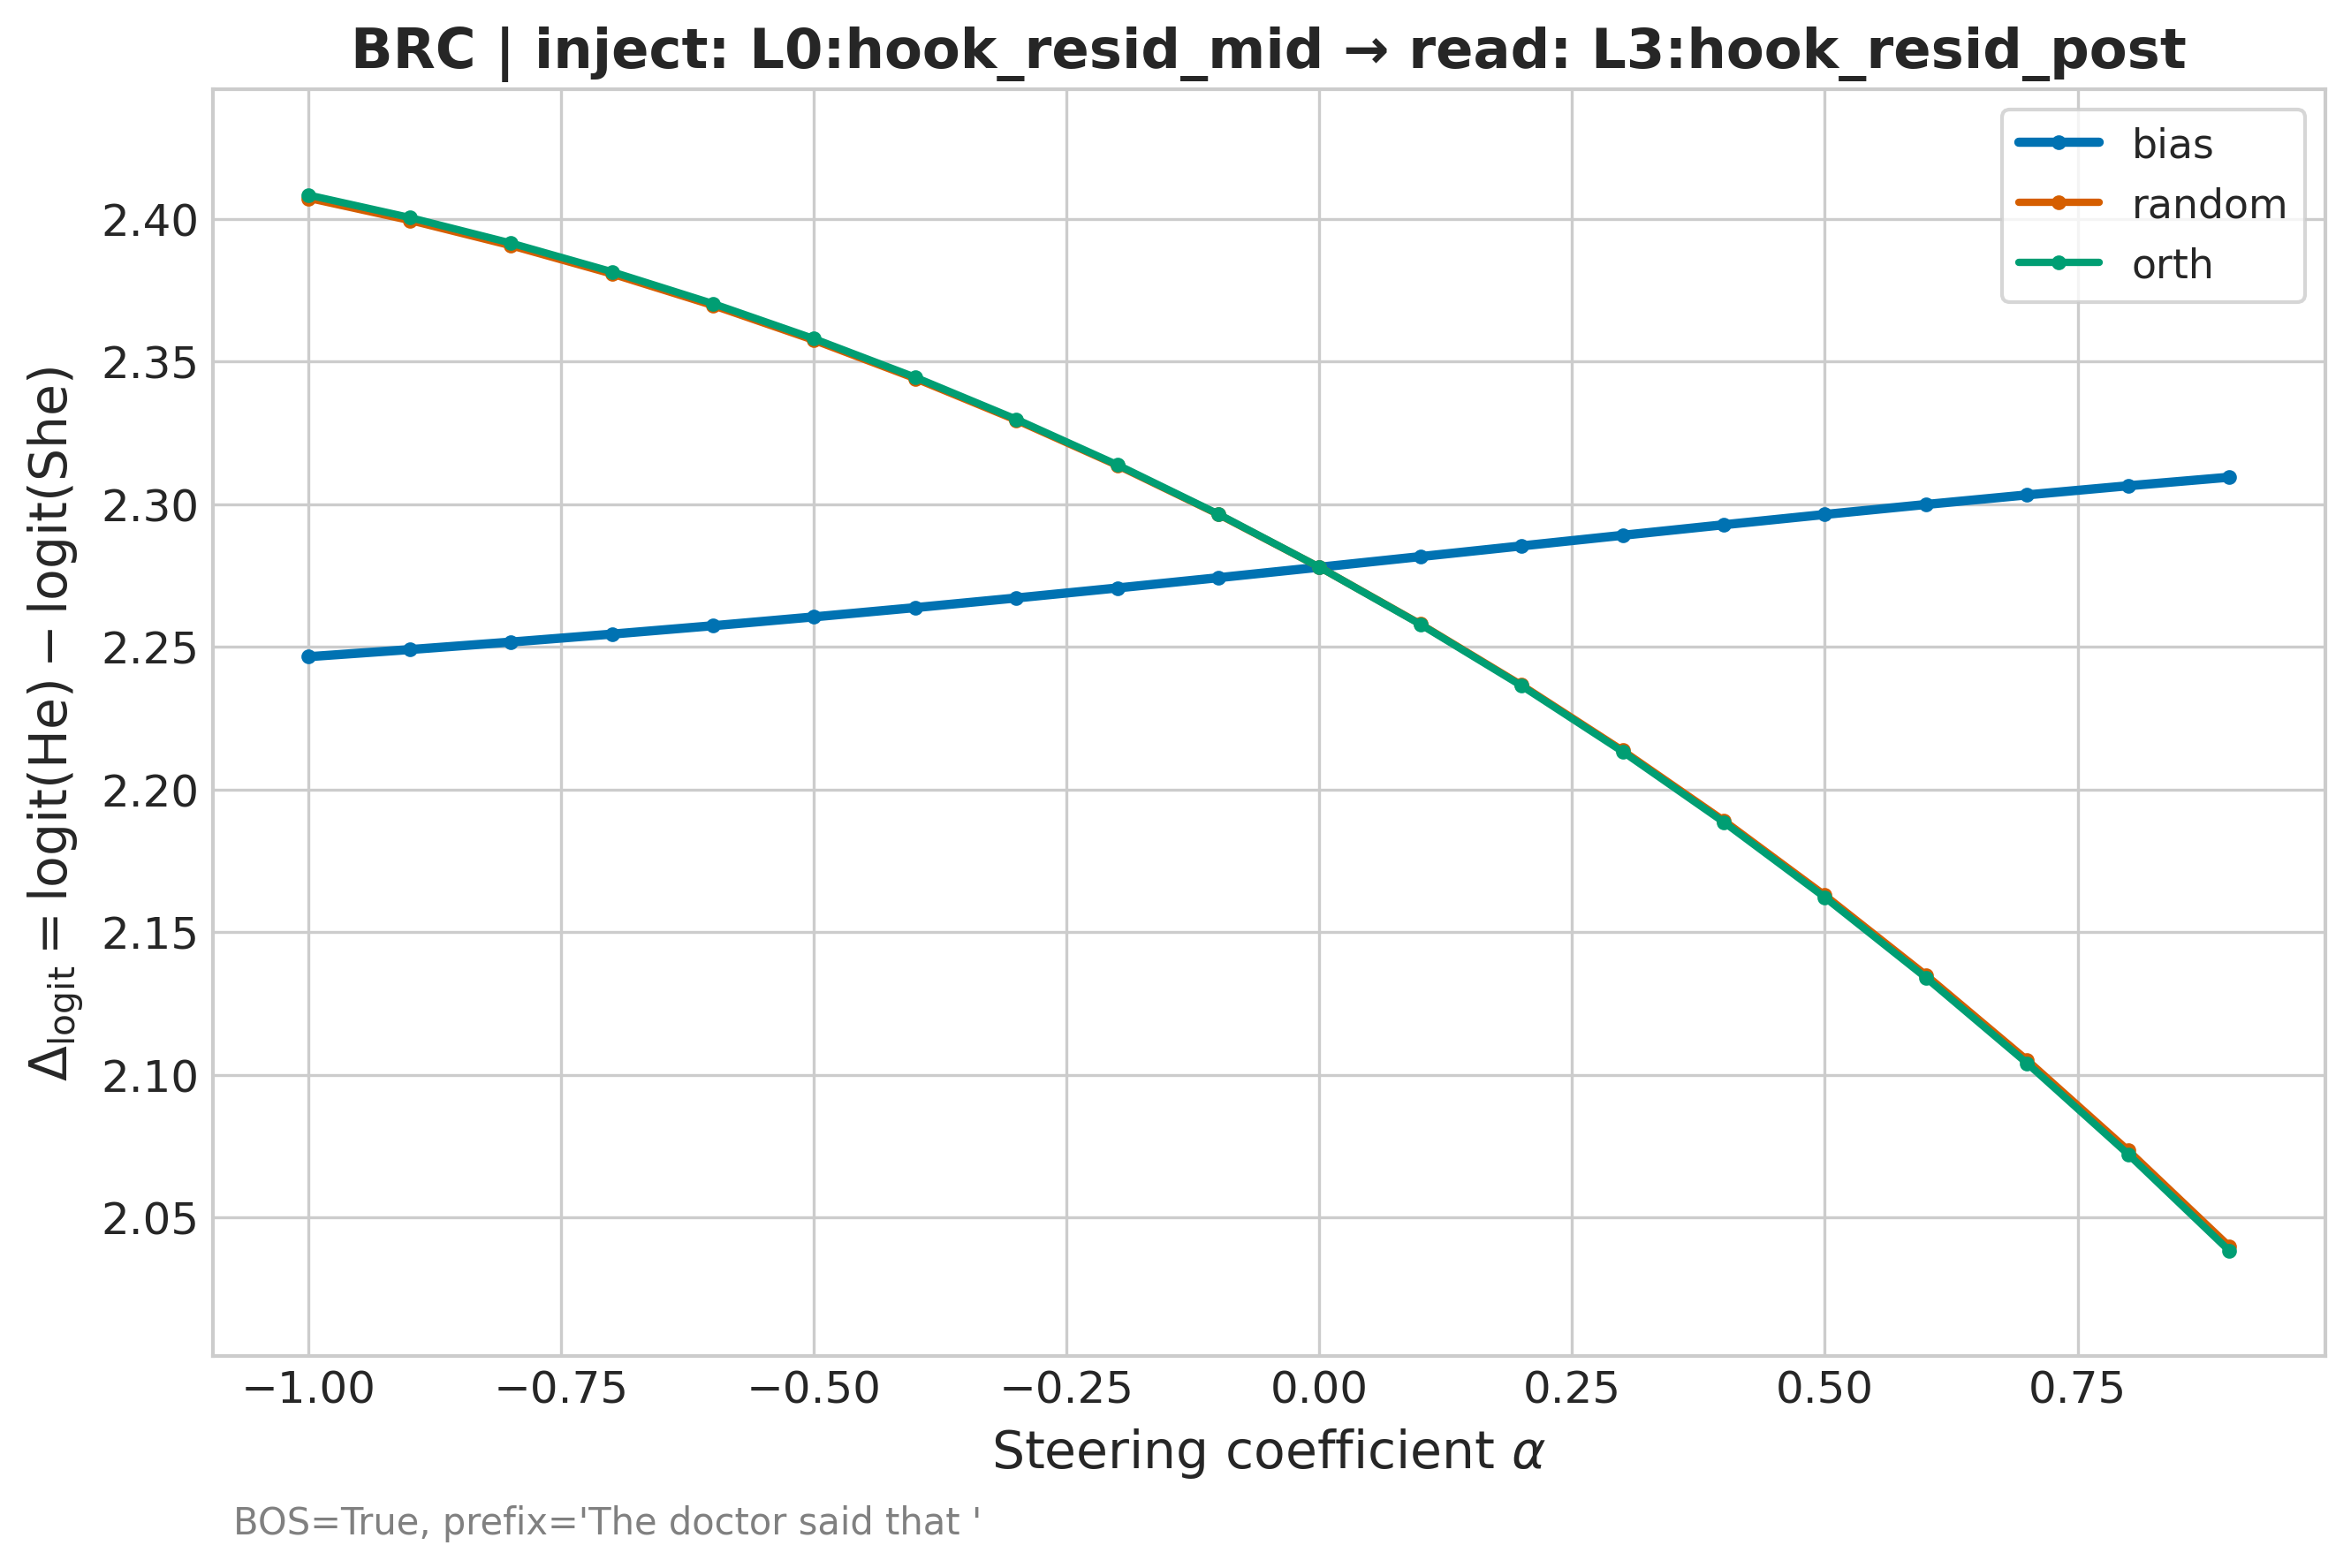 BRC | inject: L0:hook_resid_mid → read: L3:hook_resid_post
bias
random
orth
2.40
2.35
2.30
2.25
2.20
2.15
2.10
2.05
Δlogit = logit(He) − logit(She)
−1.00 −0.75 −0.50 −0.25 0.00 0.25 0.50 0.75
Steering coefficient α
BOS=True, prefix='The doctor said that '